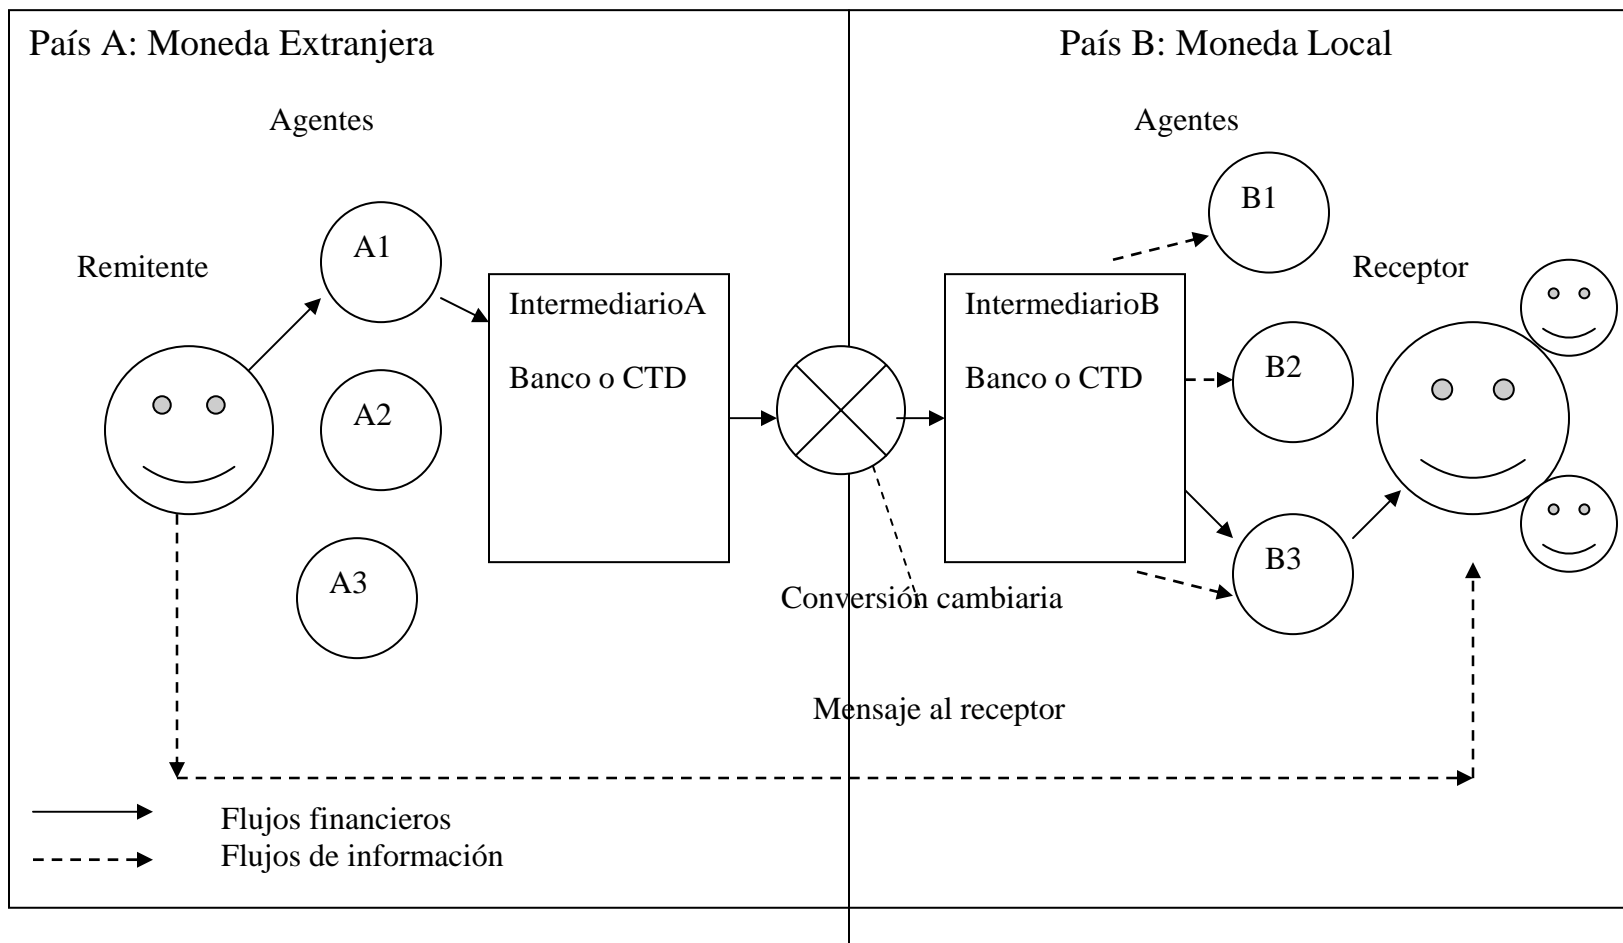 País A: Moneda Extranjera
País B: Moneda Local
Agentes
Agentes
Remitente
A1
A2
A3
IntermediarioA
Banco o CTD
IntermediarioB
Banco o CTD
B1
B2
B3
Receptor
Conversión cambiaria
Mensaje al receptor
Flujos financieros
Flujos de información